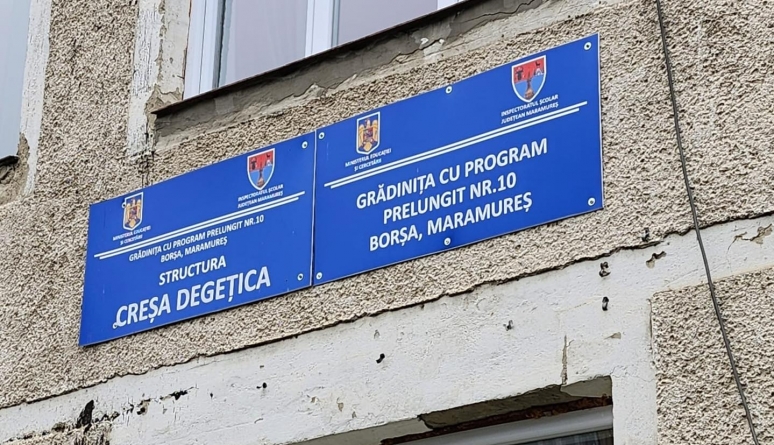 MINISTERUL EDUCAȚIEI
ȘI CERCETĂRII
INSPECTORATUL ȘCOLAR
JUDEȚEAN MARAMUREȘ
GRĂDINIȚA CU PROGRAM PRELUNGIT NR.10
BORȘA, MARAMUREȘ
STRUCTURA
CREȘA DEGEȚICA
MINISTERUL EDUCAȚIEI
ȘI CERCETĂRII
INSPECTORATUL ȘCOLAR
JUDEȚEAN MARAMUREȘ
GRĂDINIȚA CU PROGRAM
PRELUNGIT NR.10
BORȘA, MARAMUREȘ